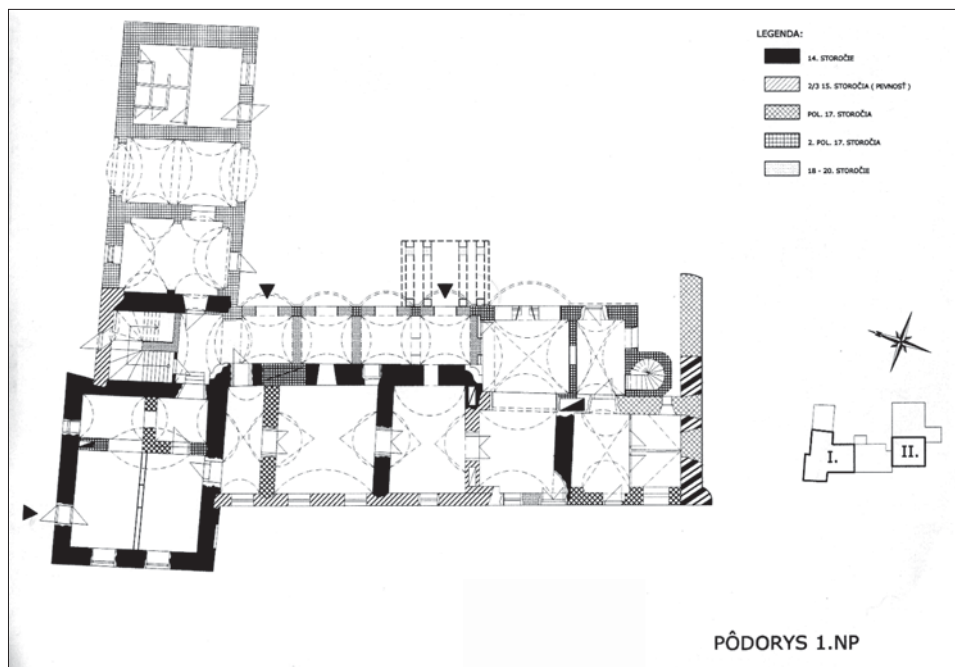 LEGENDA:
14. STOROČIE
2/3 15. STOROČIA ( PEVNOSŤ )
POL. 17. STOROČIA
2. POL. 17. STOROČIA
18 - 20. STOROČIE
I.
II.
PÔDORYS 1.NP